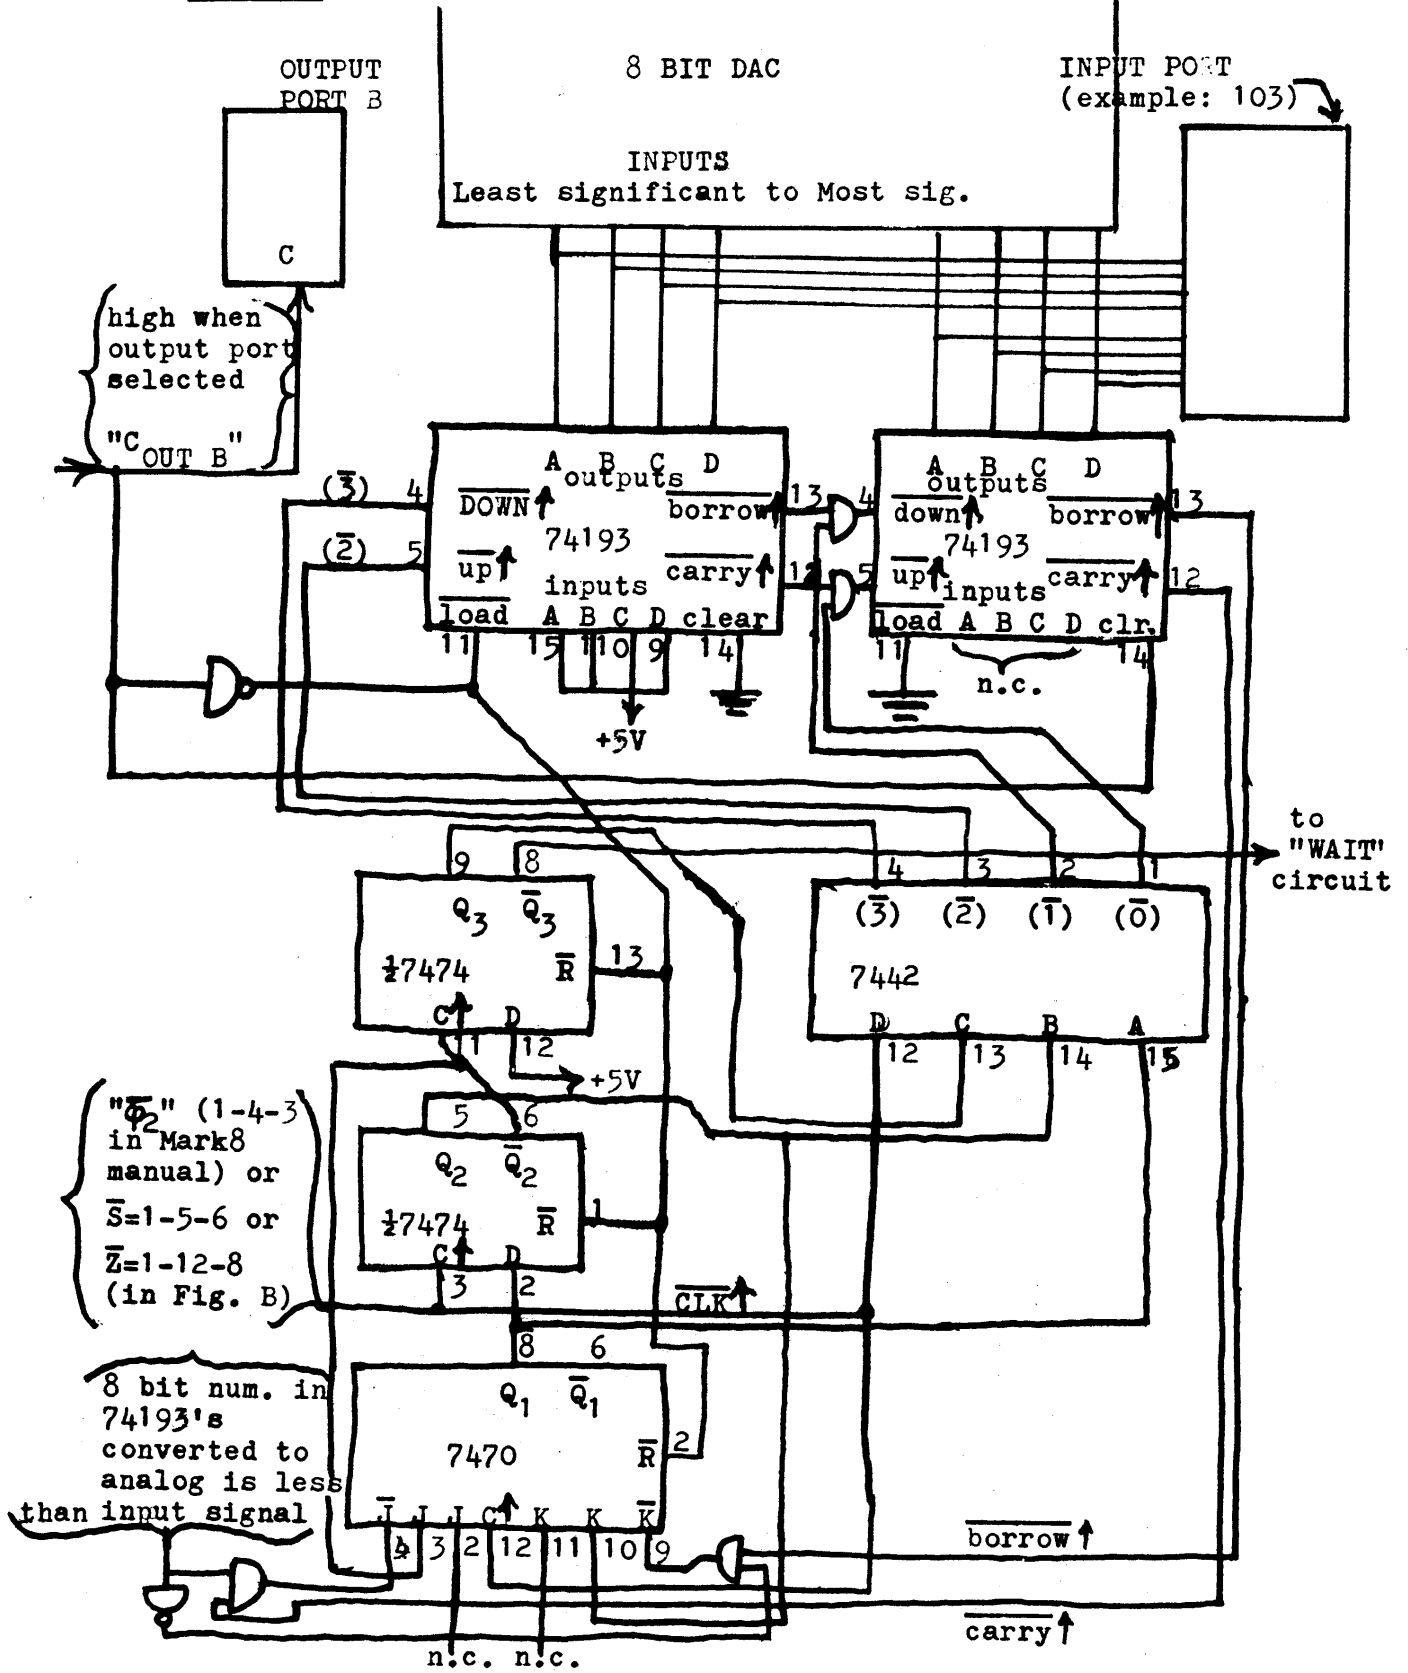 OUTPUT
PORT B
8 BIT DAC
INPUT PORT
(example: 103)
INPUTS
Least significant to Most sig.
C
high when
output port
selected
"C OUT B"
A B C D
outputs
(3̅) 4
DOWN↑
borrow↑
13
74193
(2̅) 5
up↑
carry↑
12
inputs
load A B C D clear
11 15 1 10 9 14
+5V
A B C D
outputs
4
down↑
borrow↑
13
74193
5
up↑
carry↑
12
inputs
load A B C D clr.
11 14
n.c.
to
"WAIT"
circuit
9 8
Q3 Q̅3
½7474 R̅ 13
C↑ D
11 12
+5V
4 3 2 1
(3̅) (2̅) (1̅) (0̅)
7442
D C B A
12 13 14 15
"φ̅2" (1-4-3
in Mark8
manual) or
S̅=1-5-6 or
Z̅=1-12-8
(in Fig. B)
5 6
Q2 Q̅2
½7474 R̅ 1
C↑ D
3 2
CLK↑
8 6
Q1 Q̅1
7470 R̅ 2
J̅ J J C↑ K K K̅
4 3 2 12 11 10 9
8 bit num. in
74193's
converted to
analog is less
than input signal
borrow↑
carry↑
n.c. n.c.